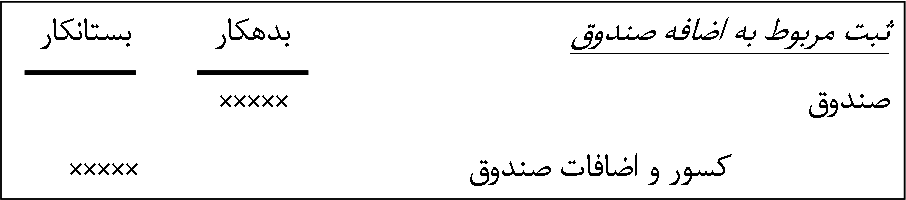 ثبت مربوط به اضافه صندوق بدهکار بستانکار
صندوق ×××××
کسور و اضافات صندوق ×××××